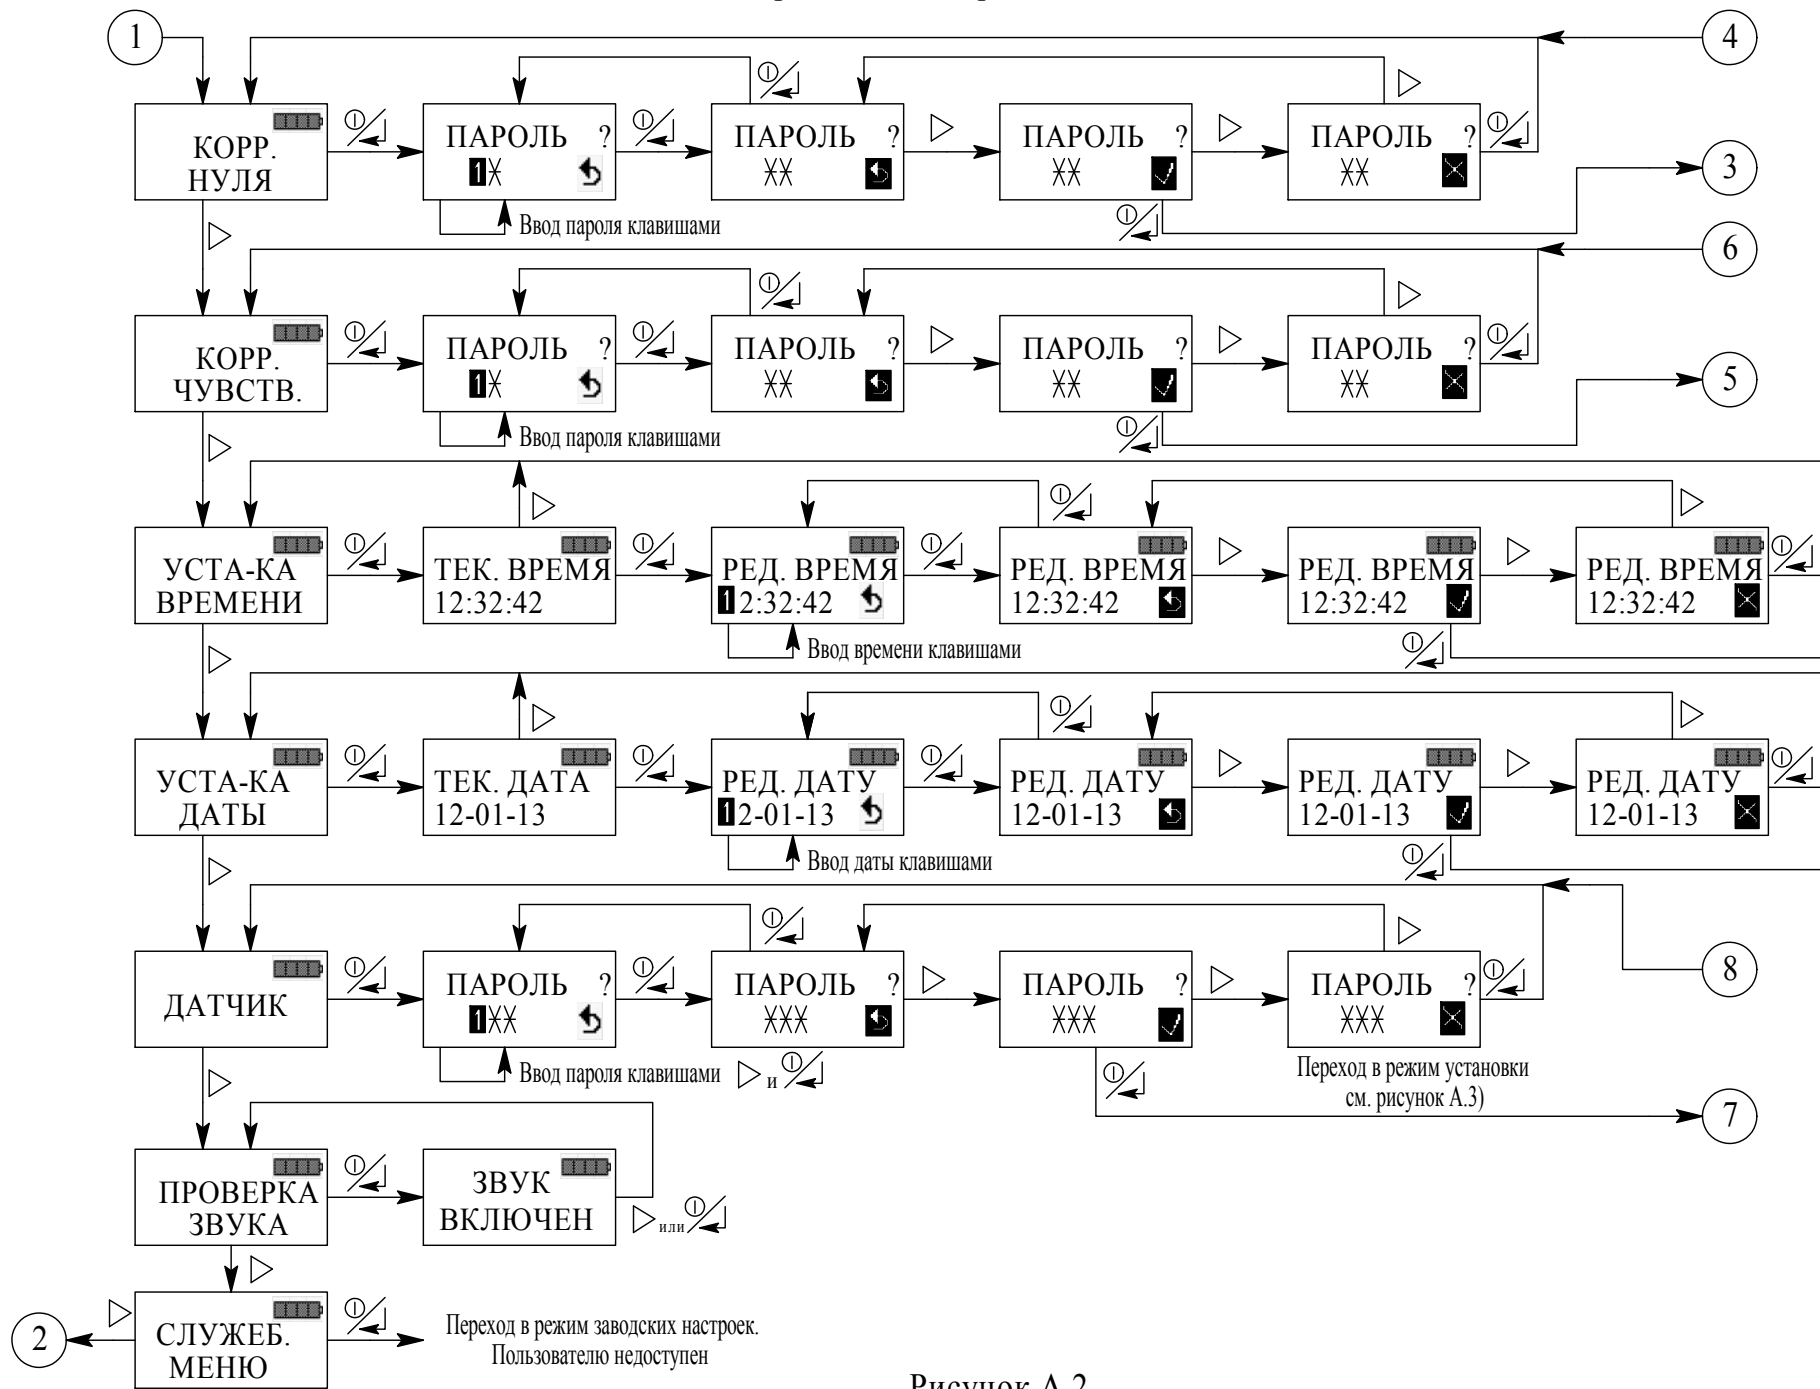 1
4
КОРР.
НУЛЯ
ПАРОЛЬ ?
1*
ПАРОЛЬ ?
**
ПАРОЛЬ ?
**
ПАРОЛЬ ?
**
3
Ввод пароля клавишами
6
КОРР.
ЧУВСТВ.
ПАРОЛЬ ?
1*
ПАРОЛЬ ?
**
ПАРОЛЬ ?
**
ПАРОЛЬ ?
**
5
Ввод пароля клавишами
УСТА-КА
ВРЕМЕНИ
ТЕК. ВРЕМЯ
12:32:42
РЕД. ВРЕМЯ
12:32:42
РЕД. ВРЕМЯ
12:32:42
РЕД. ВРЕМЯ
12:32:42
РЕД. ВРЕМЯ
12:32:42
Ввод времени клавишами
УСТА-КА
ДАТЫ
ТЕК. ДАТА
12-01-13
РЕД. ДАТУ
12-01-13
РЕД. ДАТУ
12-01-13
РЕД. ДАТУ
12-01-13
РЕД. ДАТУ
12-01-13
Ввод даты клавишами
ДАТЧИК
ПАРОЛЬ ?
1**
ПАРОЛЬ ?
***
ПАРОЛЬ ?
***
ПАРОЛЬ ?
***
8
Ввод пароля клавишами
и
Переход в режим установки
см. рисунок А.3)
7
ПРОВЕРКА
ЗВУКА
ЗВУК
ВКЛЮЧЕН
или
2
СЛУЖЕБ.
МЕНЮ
Переход в режим заводских настроек.
Пользователю недоступен
Рисунок А.2